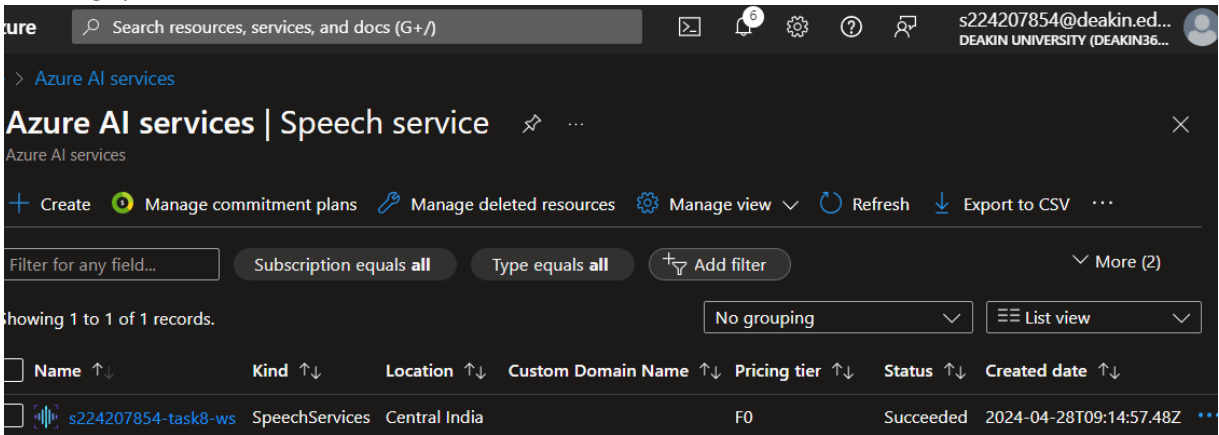 zure Search resources, services, and docs (G+/) 6 s224207854@deakin.ed...
DEAKIN UNIVERSITY (DEAKIN36...
> Azure AI services
Azure AI services | Speech service ...
Azure AI services
+ Create Manage commitment plans Manage deleted resources Manage view Refresh Export to CSV ...
Filter for any field... Subscription equals all Type equals all Add filter More (2)
Showing 1 to 1 of 1 records. No grouping List view
Name ↑↓ Kind ↑↓ Location ↑↓ Custom Domain Name ↑↓ Pricing tier ↑↓ Status ↑↓ Created date ↑↓
s224207854-task8-ws SpeechServices Central India F0 Succeeded 2024-04-28T09:14:57.48Z ...